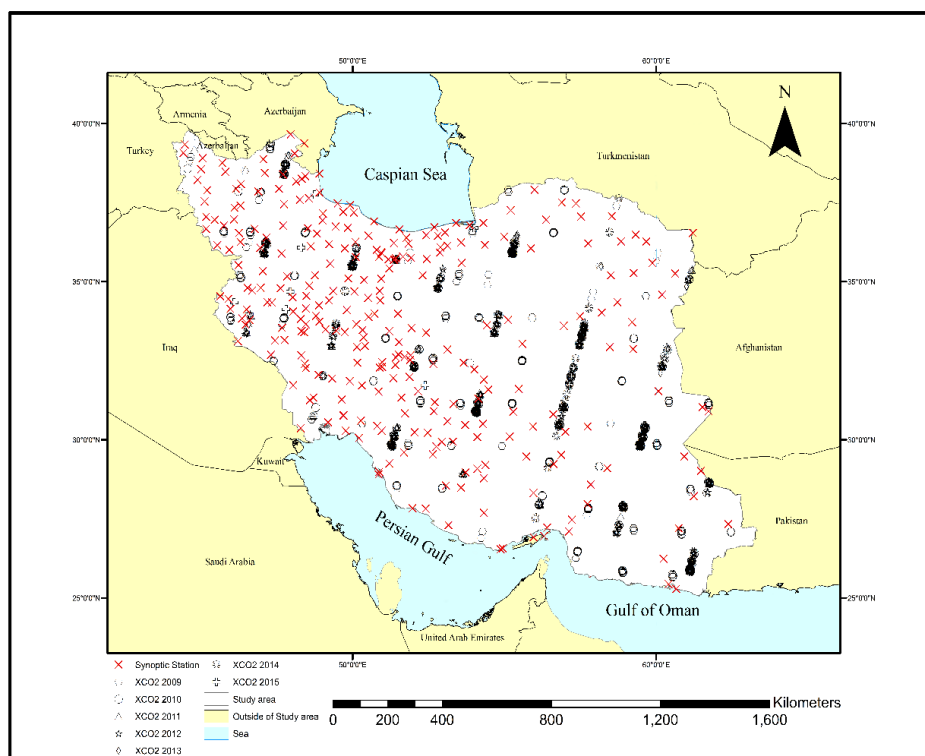 50°0'0"E 60°0'0"E
40°0'0"N 40°0'0"N
35°0'0"N 35°0'0"N
30°0'0"N 30°0'0"N
25°0'0"N 25°0'0"N
50°0'0"E 60°0'0"E
N
Armenia
Azerbaijan
Azerbaijan
Turkey
Caspian Sea
Turkmenistan
Iraq
Afghanistan
Kuwait
Persian Gulf
Pakistan
Saudi Arabia
Gulf of Oman
United Arab Emirates
Synoptic Station
XCO2 2009
XCO2 2010
XCO2 2011
XCO2 2012
XCO2 2013
XCO2 2014
XCO2 2015
Study area
Outside of Study area
Sea
Kilometers
0 200 400 800 1,200 1,600